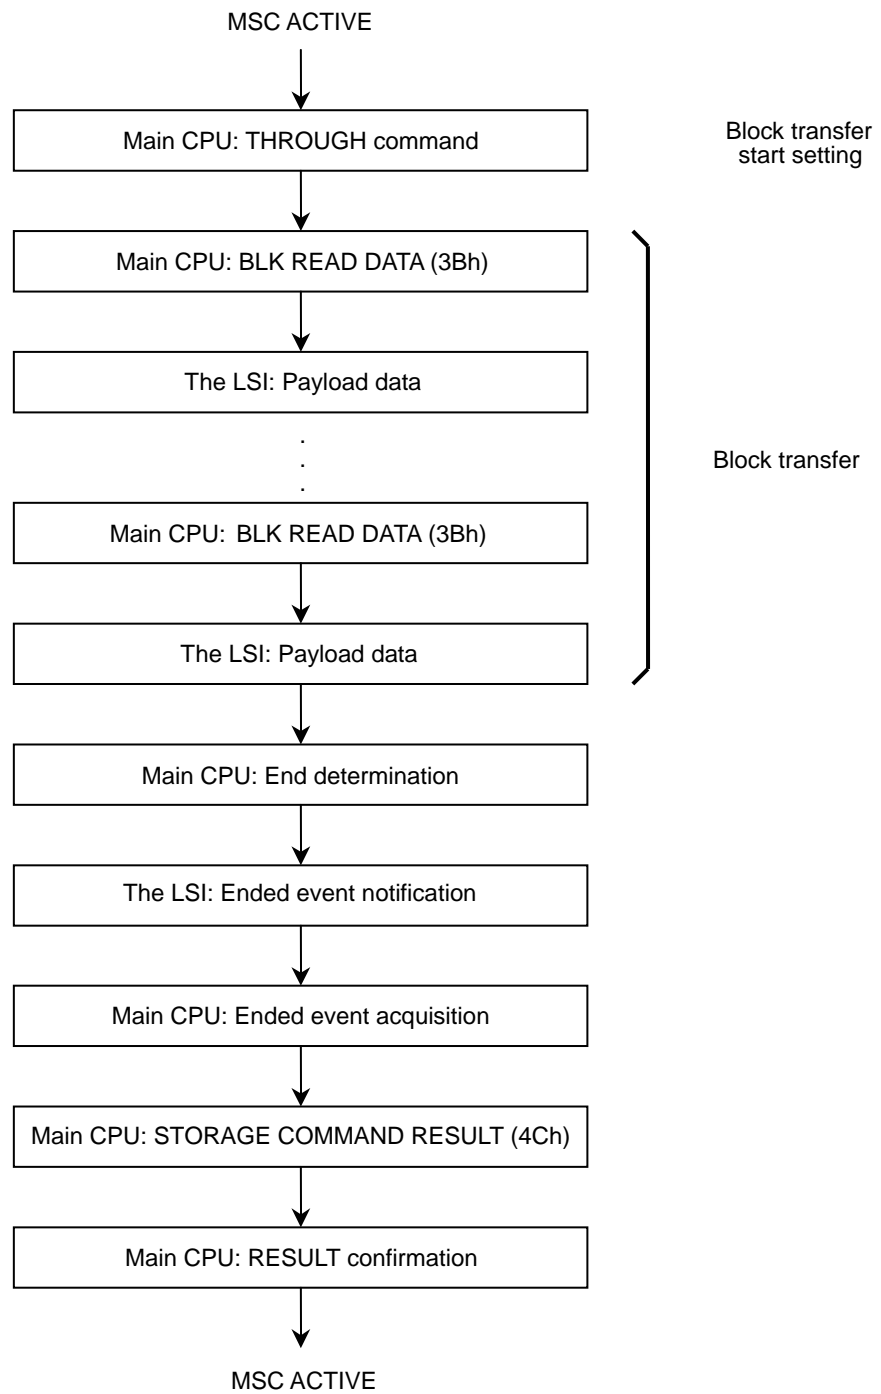 MSC ACTIVE
Main CPU: THROUGH command
Block transfer
start setting
Main CPU: BLK READ DATA (3Bh)
The LSI: Payload data
.
.
.
Block transfer
Main CPU: BLK READ DATA (3Bh)
The LSI: Payload data
Main CPU: End determination
The LSI: Ended event notification
Main CPU: Ended event acquisition
Main CPU: STORAGE COMMAND RESULT (4Ch)
Main CPU: RESULT confirmation
MSC ACTIVE